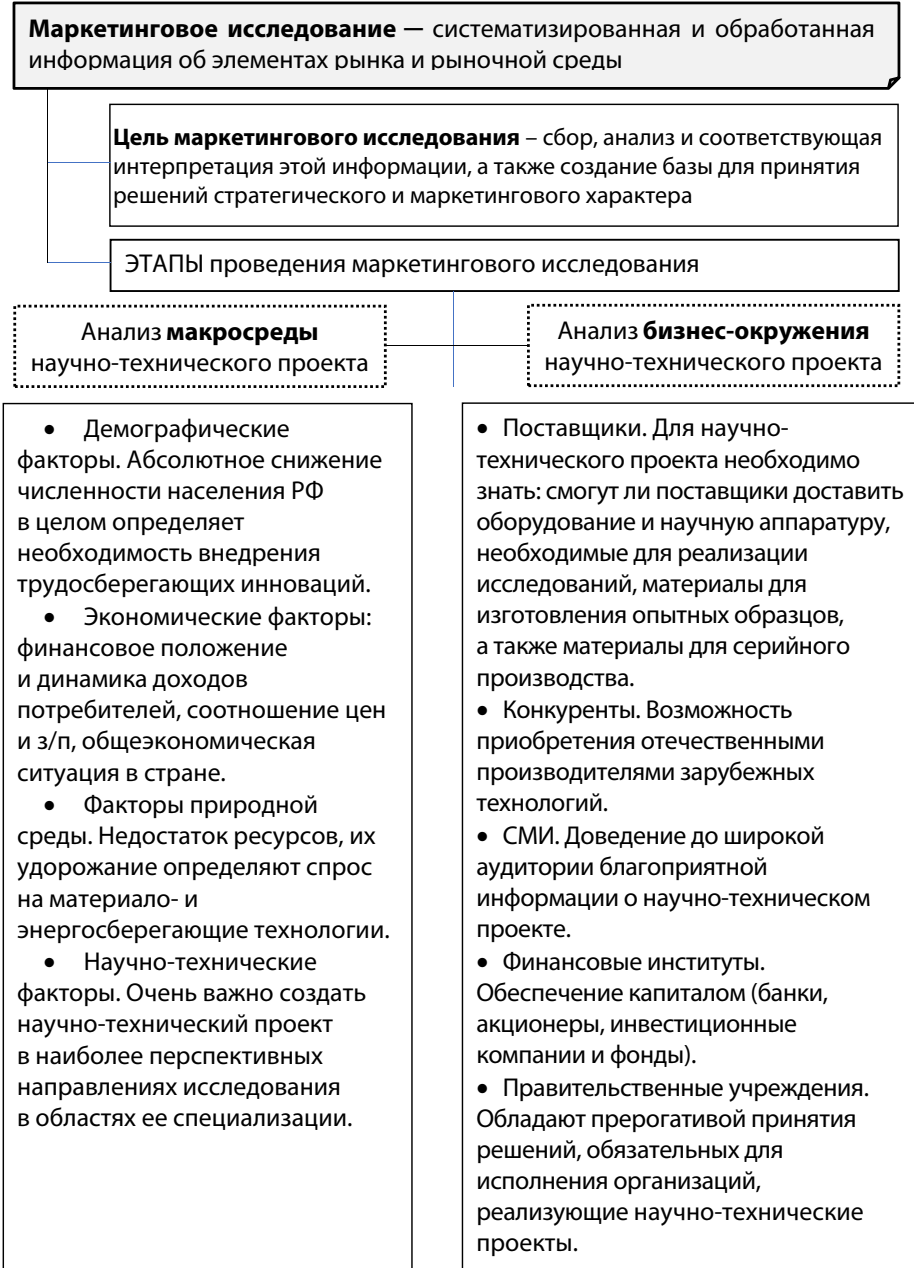 Маркетинговое исследование — систематизированная и обработанная
информация об элементах рынка и рыночной среды
Цель маркетингового исследования – сбор, анализ и соответствующая
интерпретация этой информации, а также создание базы для принятия
решений стратегического и маркетингового характера
ЭТАПЫ проведения маркетингового исследования
Анализ макросреды
научно-технического проекта
Анализ бизнес-окружения
научно-технического проекта
• Демографические
факторы. Абсолютное снижение
численности населения РФ
в целом определяет
необходимость внедрения
трудосберегающих инноваций.
• Экономические факторы:
финансовое положение
и динамика доходов
потребителей, соотношение цен
и з/п, общеэкономическая
ситуация в стране.
• Факторы природной
среды. Недостаток ресурсов, их
удорожание определяют спрос
на материало- и
энергосберегающие технологии.
• Научно-технические
факторы. Очень важно создать
научно-технический проект
в наиболее перспективных
направлениях исследования
в областях ее специализации.
• Поставщики. Для научно-
технического проекта необходимо
знать: смогут ли поставщики доставить
оборудование и научную аппаратуру,
необходимые для реализации
исследований, материалы для
изготовления опытных образцов,
а также материалы для серийного
производства.
• Конкуренты. Возможность
приобретения отечественными
производителями зарубежных
технологий.
• СМИ. Доведение до широкой
аудитории благоприятной
информации о научно-техническом
проекте.
• Финансовые институты.
Обеспечение капиталом (банки,
акционеры, инвестиционные
компании и фонды).
• Правительственные учреждения.
Обладают прерогативой принятия
решений, обязательных для
исполнения организаций,
реализующие научно-технические
проекты.